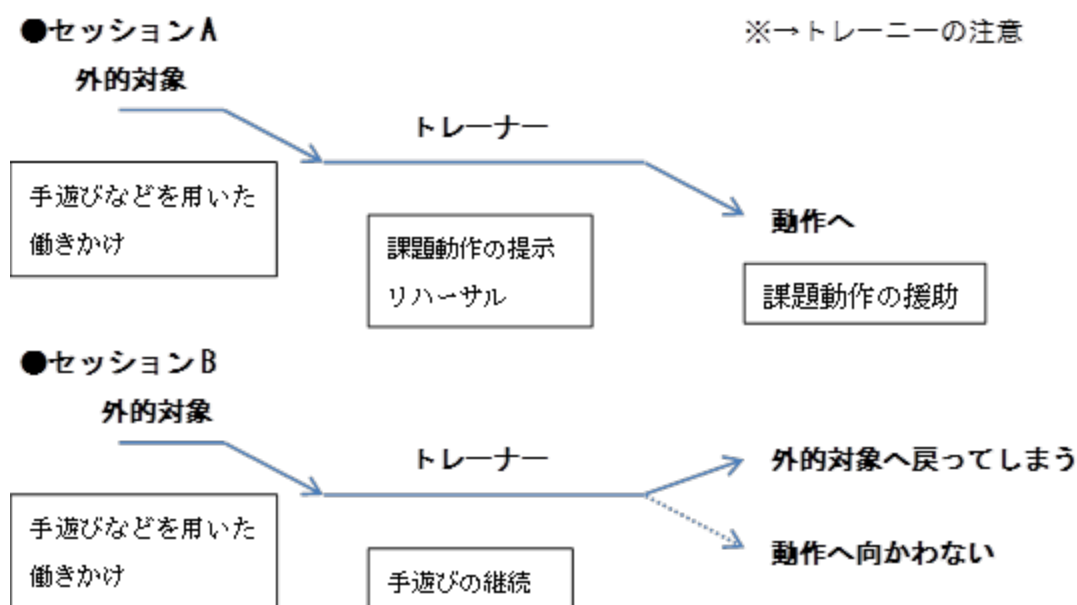 ●セッションA
※→トレーニーの注意
外的対象
トレーナー
手遊びなどを用いた
働きかけ
課題動作の提示
リハーサル
動作へ
課題動作の援助
●セッションB
外的対象
トレーナー
外的対象へ戻ってしまう
手遊びなどを用いた
働きかけ
手遊びの継続
動作へ向かわない